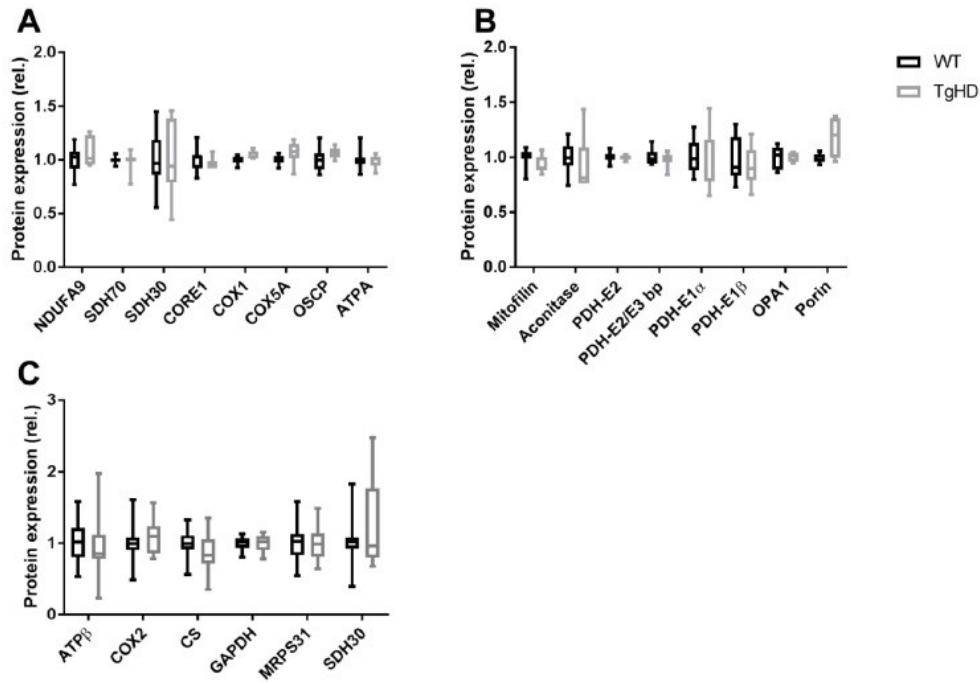 A
Protein expression (rel.)
2.0
1.5
1.0
0.5
0.0
NDUFA9
SDH70
SDH30
CORE1
COX1
COX5A
OSCP
ATPA
B
Protein expression (rel.)
2.0
1.5
1.0
0.5
0.0
Mitofilin
Aconitase
PDH-E2
PDH-E2/E3 bp
PDH-E1α
PDH-E1β
OPA1
Porin
WT
TgHD
C
Protein expression (rel.)
3
2
1
0
ATPβ
COX2
CS
GAPDH
MRPS31
SDH30